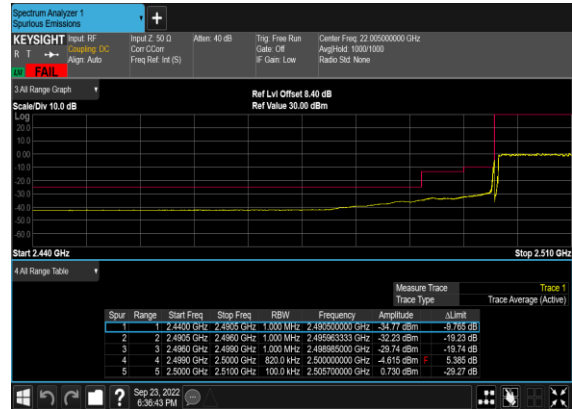 Spectrum Analyzer 1
Spurious Emissions
KEYSIGHT Input: RF Input Z: 50 Ω Atten: 40 dB Trig: Free Run Center Freq: 22.005000000 GHz
R T Coupling: DC Corr CCorr Gate: Off Avg|Hold: 1000/1000
Align: Auto Freq Ref: Int (S) IF Gain: Low Radio Std: None
LW FAIL
3 All Range Graph
Ref Lvl Offset 8.40 dB
Scale/Div 10.0 dB Ref Value 30.00 dBm
Log
20.0
10.0
0.00
-10.0
-20.0
-30.0
-40.0
-50.0
-60.0
Start 2.440 GHz Stop 2.510 GHz
4 All Range Table
Measure Trace Trace 1
Trace Type Trace Average (Active)
Spur Range Start Freq Stop Freq RBW Frequency Amplitude ΔLimit
1 1 2.4400 GHz 2.4905 GHz 1.000 MHz 2.490500000 GHz -34.77 dBm -9.765 dB
2 2 2.4905 GHz 2.4960 GHz 1.000 MHz 2.495963333 GHz -32.23 dBm -19.23 dB
3 3 2.4960 GHz 2.4990 GHz 1.000 MHz 2.498985000 GHz -29.74 dBm -19.74 dB
4 4 2.4990 GHz 2.5000 GHz 820.0 kHz 2.500000000 GHz -4.615 dBm F 5.385 dB
5 5 2.5000 GHz 2.5100 GHz 100.0 kHz 2.505700000 GHz 0.730 dBm -29.27 dB
Sep 23, 2022
6:36:43 PM